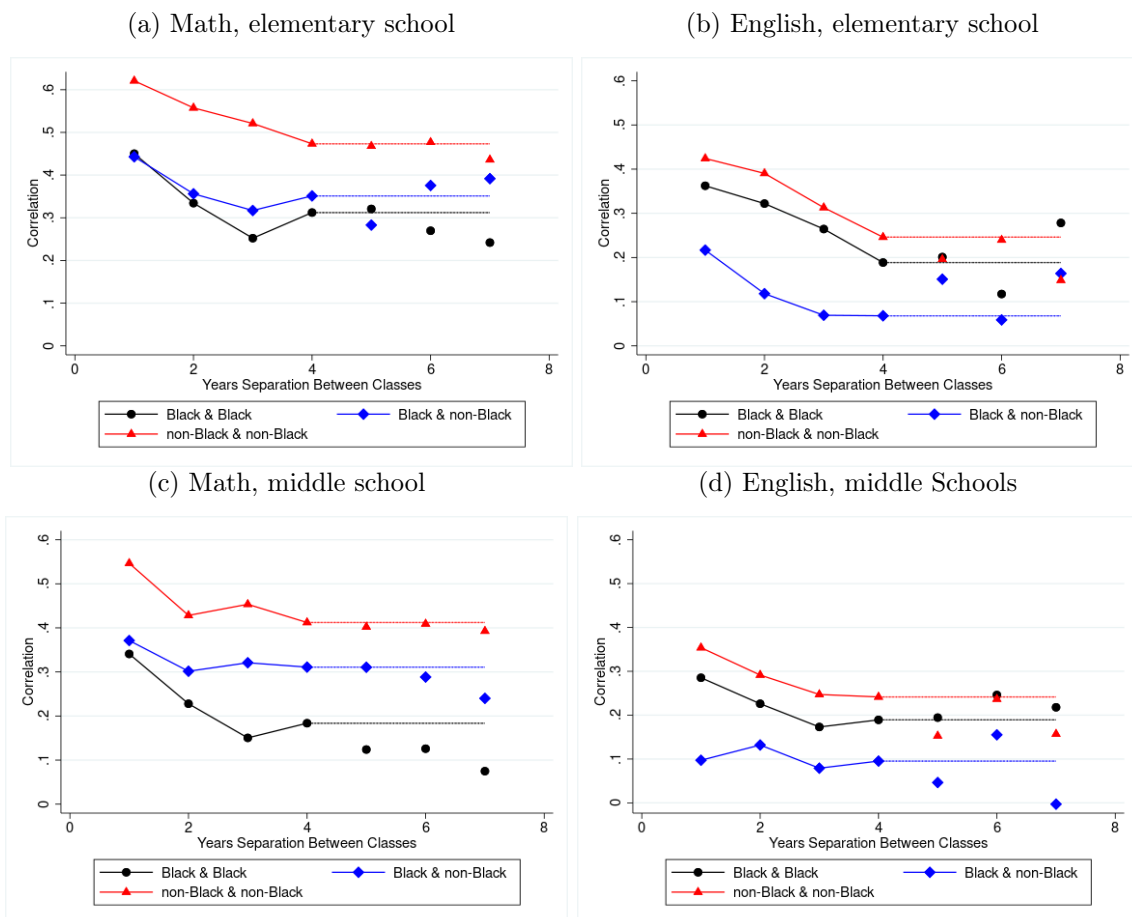 (a) Math, elementary school
Correlation
.6
.5
.4
.3
.2
.1
0
0 2 4 6 8
Years Separation Between Classes
Black & Black
Black & non-Black
non-Black & non-Black
(b) English, elementary school
Correlation
.6
.5
.4
.3
.2
.1
0
0 2 4 6 8
Years Separation Between Classes
Black & Black
Black & non-Black
non-Black & non-Black
(c) Math, middle school
Correlation
.6
.5
.4
.3
.2
.1
0
0 2 4 6 8
Years Separation Between Classes
Black & Black
Black & non-Black
non-Black & non-Black
(d) English, middle Schools
Correlation
.6
.5
.4
.3
.2
.1
0
0 2 4 6 8
Years Separation Between Classes
Black & Black
Black & non-Black
non-Black & non-Black